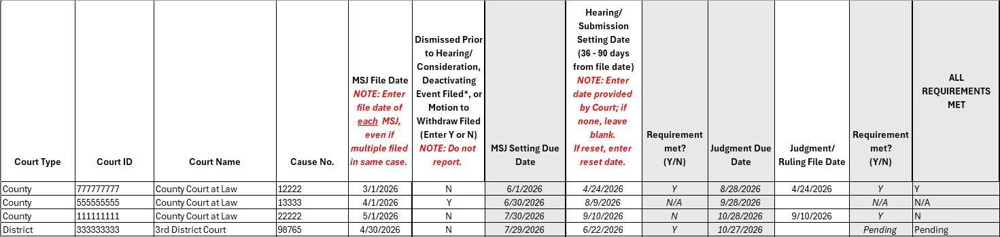 Court Type
Court ID
Court Name
Cause No.
MSJ File Date
NOTE: Enter
file date of
each MSJ,
even if
multiple filed
in same case.
Dismissed Prior
to Hearing/
Consideration,
Deactivating
Event Filed*, or
Motion to
Withdraw Filed
(Enter Y or N)
NOTE: Do not
report.
MSJ Setting Due
Date
Hearing/
Submission
Setting Date
(36 - 90 days
from file date)
NOTE: Enter
date provided
by Court; if
none, leave
blank.
If reset, enter
reset date.
Requirement
met?
(Y/N)
Judgment Due
Date
Judgment/
Ruling File Date
Requirement
met?
(Y/N)
ALL
REQUIREMENTS
MET
County 777777777 County Court at Law 12222 3/1/2026 N 6/1/2026 4/24/2026 Y 8/28/2026 4/24/2026 Y Y
County 555555555 County Court at Law 13333 4/1/2026 Y 6/30/2026 8/9/2026 N/A 9/28/2026 N/A N/A
County 111111111 County Court at Law 22222 5/1/2026 N 7/30/2026 9/10/2026 N 10/28/2026 9/10/2026 Y N
District 333333333 3rd District Court 98765 4/30/2026 N 7/29/2026 6/22/2026 Y 10/27/2026 Pending Pending